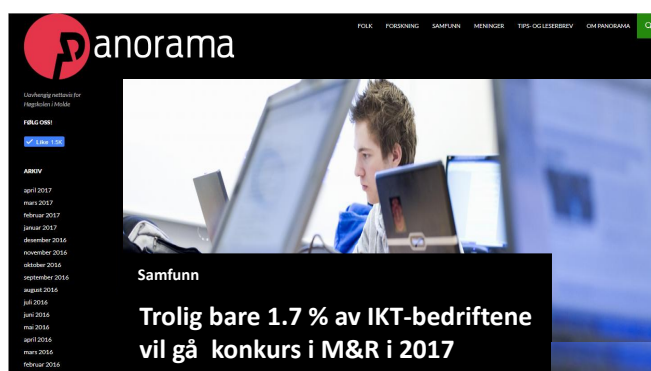 Panorama
FOLK FORSKNING SAMFUNN MENINGER TIPS- OG LESERBREV OM PANORAMA
Uavhengig nettavis for
Høgskolen i Molde
FØLG OSS!
Like 1.5K
ARKIV
april 2017
mars 2017
februar 2017
januar 2017
desember 2016
november 2016
oktober 2016
september 2016
august 2016
juli 2016
juni 2016
mai 2016
april 2016
mars 2016
februar 2016
Samfunn
Trolig bare 1.7 % av IKT-bedriftene
vil gå konkurs i M&R i 2017